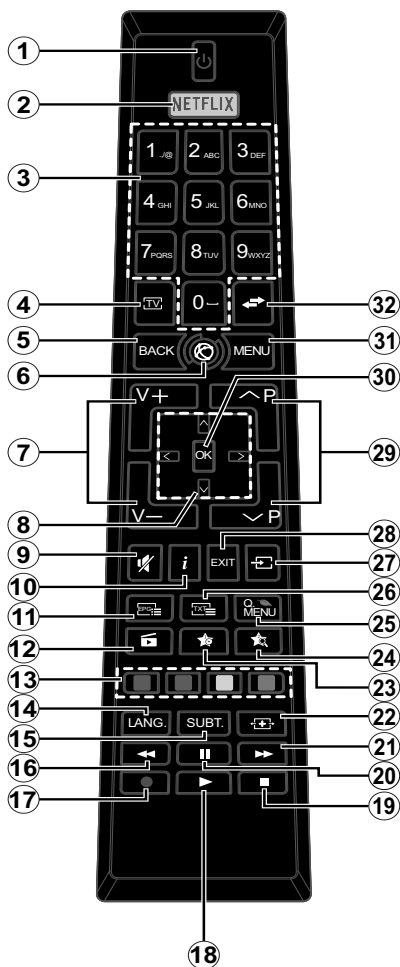 1
2
NETFLIX
3
1 ./@ 2 ABC 3 DEF
4 GHI 5 JKL 6 MNO
7 PQRS 8 TUV 9 WXYZ
4
TV
0
32
5
BACK
MENU
31
6
30
7
V+
P
29
OK
8
V–
P
28
9
i
EXIT
27
10
26
11
EPG
TXT
Q.
MENU
25
12
24
13
23
14
LANG.
SUBT.
22
15
21
16
20
17
19
18